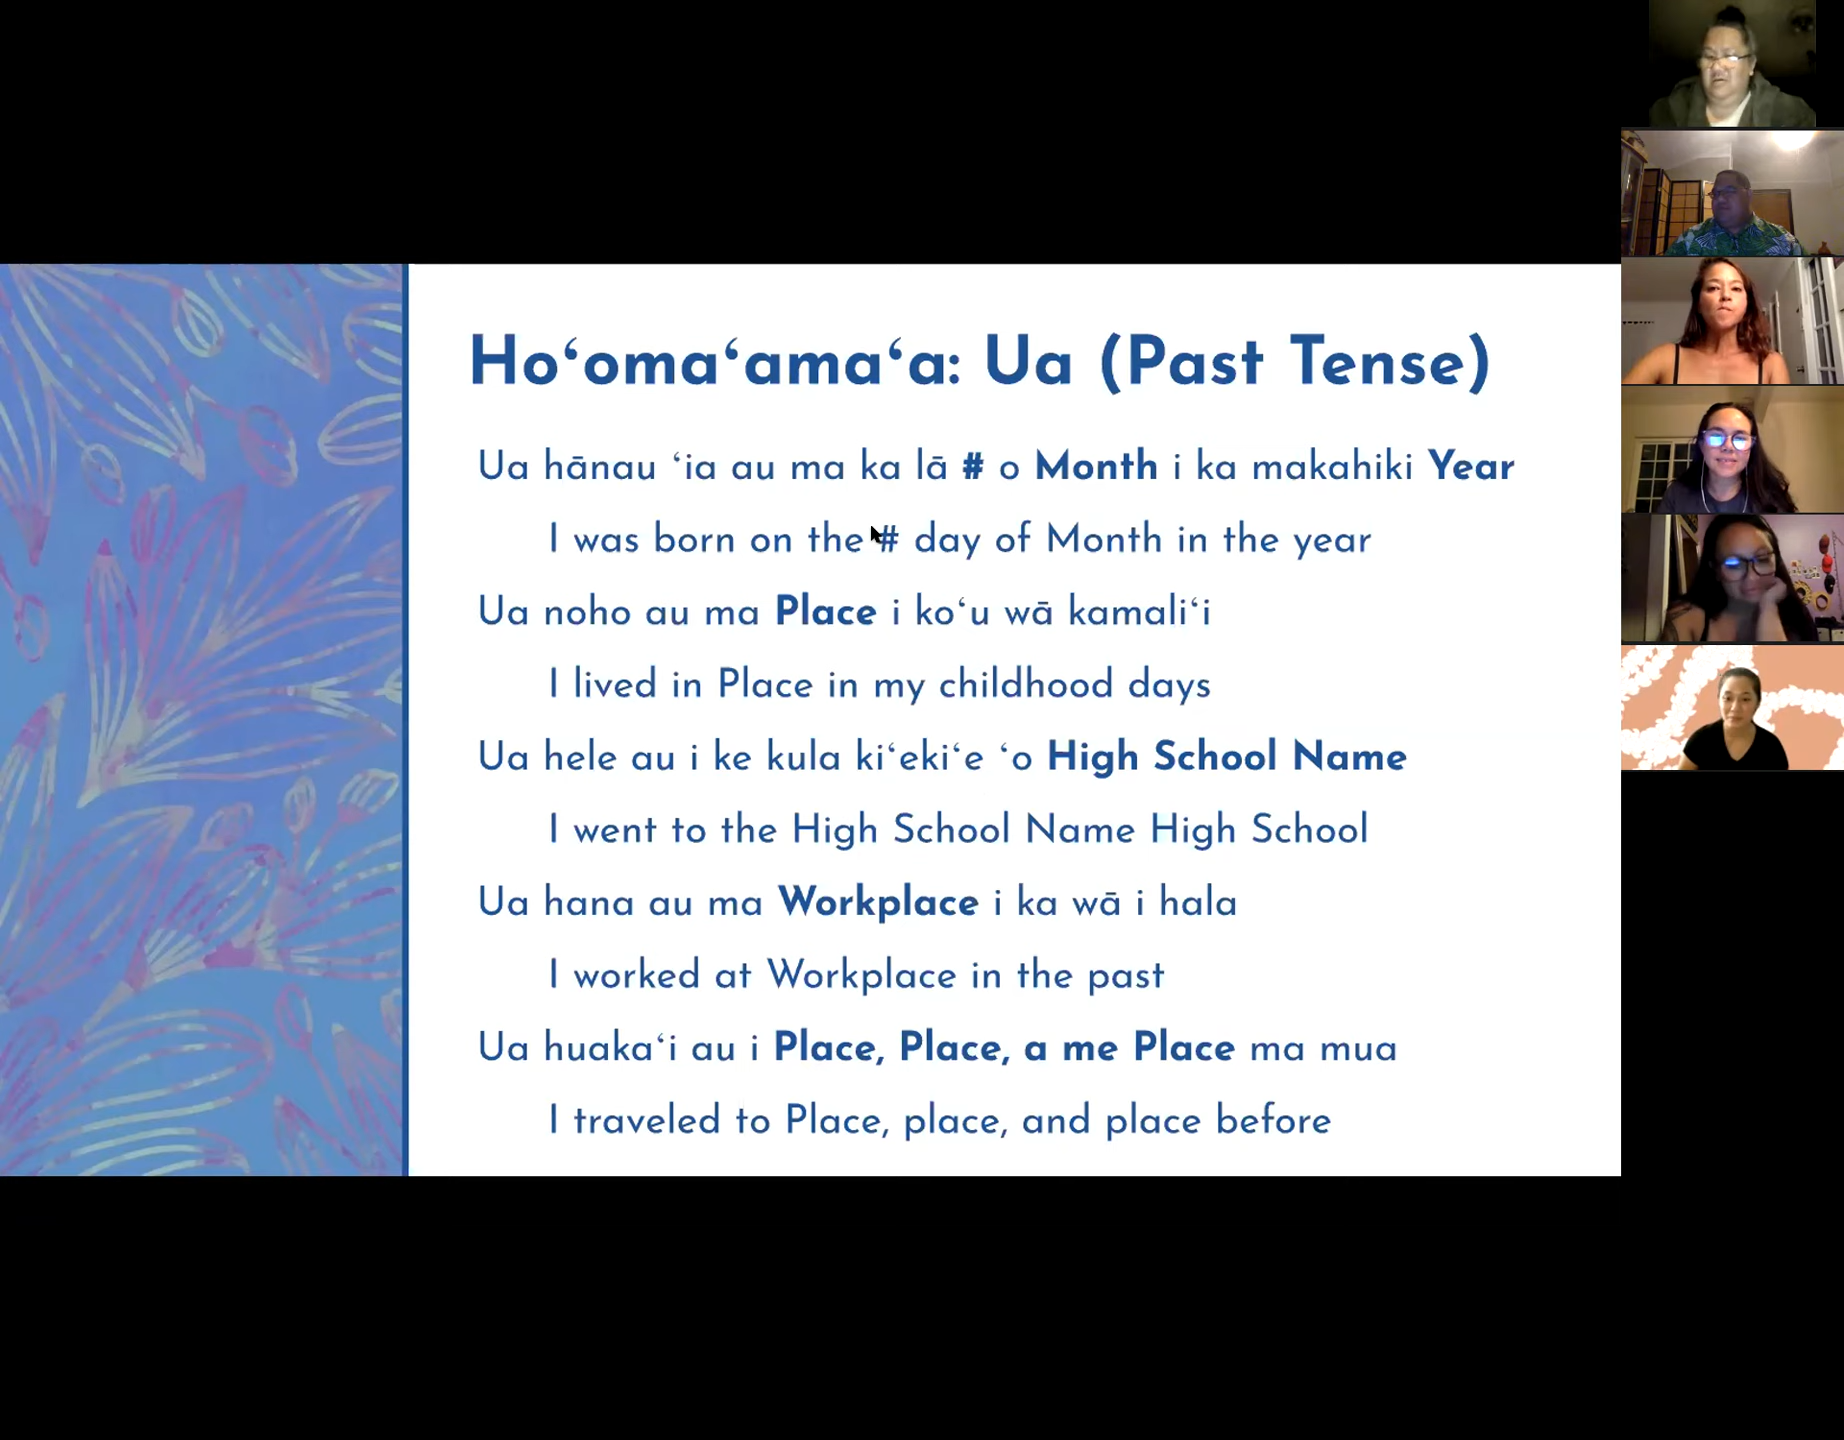 Hoʻomaʻamaʻa: Ua (Past Tense)
Ua hānau ʻia au ma ka lā # o Month i ka makahiki Year
I was born on the # day of Month in the year
Ua noho au ma Place i koʻu wā kamaliʻi
I lived in Place in my childhood days
Ua hele au i ke kula kiʻekiʻe ʻo High School Name
I went to the High School Name High School
Ua hana au ma Workplace i ka wā i hala
I worked at Workplace in the past
Ua huakaʻi au i Place, Place, a me Place ma mua
I traveled to Place, place, and place before